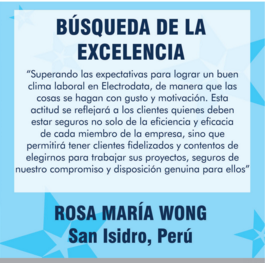 BÚSQUEDA DE LA
EXCELENCIA
“Superando las expectativas para lograr un buen
clima laboral en Electrodata, de manera que las
cosas se hagan con gusto y motivación. Esta
actitud se reflejará a los clientes quienes deben
estar seguros no solo de la eficiencia y eficacia
de cada miembro de la empresa, sino que
permitirá tener clientes fidelizados y contentos de
elegirnos para trabajar sus proyectos, seguros de
nuestro compromiso y disposición genuina para ellos”
ROSA MARÍA WONG
San Isidro, Perú